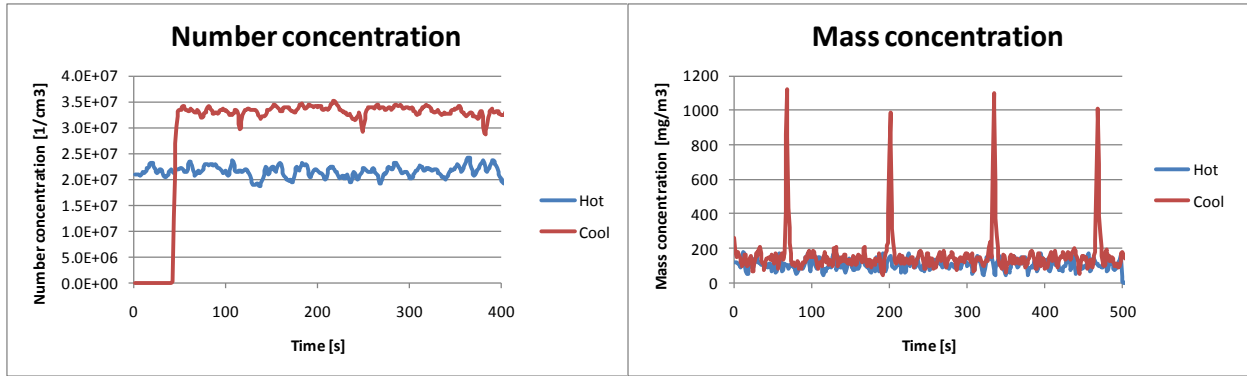 Number concentration
4.0E+07
3.5E+07
3.0E+07
2.5E+07
2.0E+07
1.5E+07
1.0E+07
5.0E+06
0.0E+00
Number concentration [1/cm3]
0 100 200 300 400
Time [s]
Hot
Cool
Mass concentration
1200
1000
800
600
400
200
0
Mass concentration [mg/m3]
0 100 200 300 400 500
Time [s]
Hot
Cool